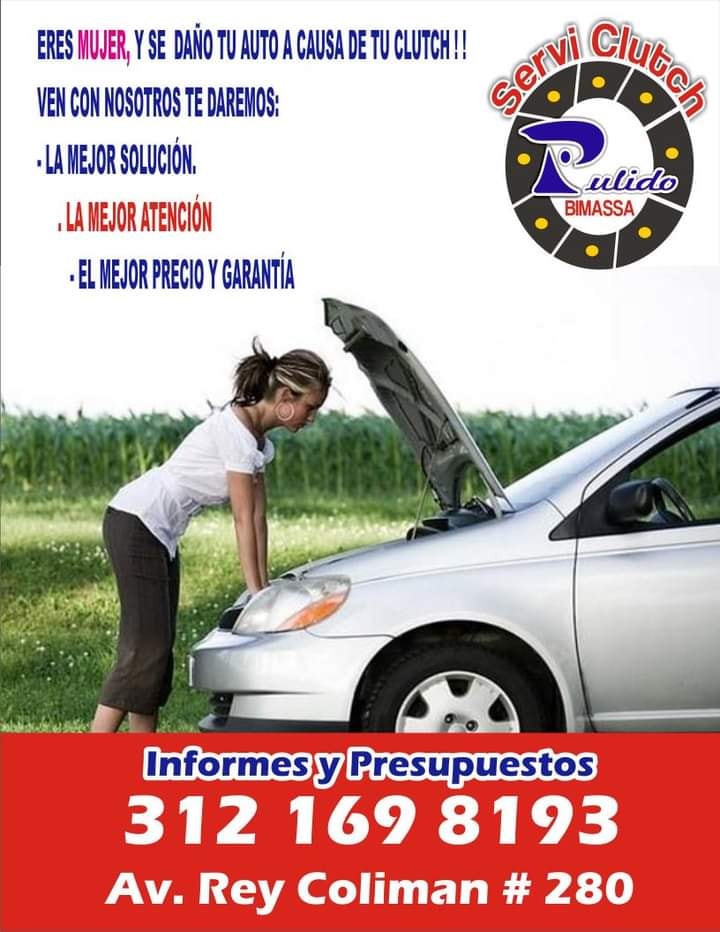 ERES MUJER, Y SE DAÑO TU AUTO A CAUSA DE TU CLUTCH ! !
VEN CON NOSOTROS TE DAREMOS:
- LA MEJOR SOLUCIÓN.
. LA MEJOR ATENCIÓN
- EL MEJOR PRECIO Y GARANTÍA
Servi Clutch
Pulido
BIMASSA
Informes y Presupuestos
312 169 8193
Av. Rey Coliman # 280